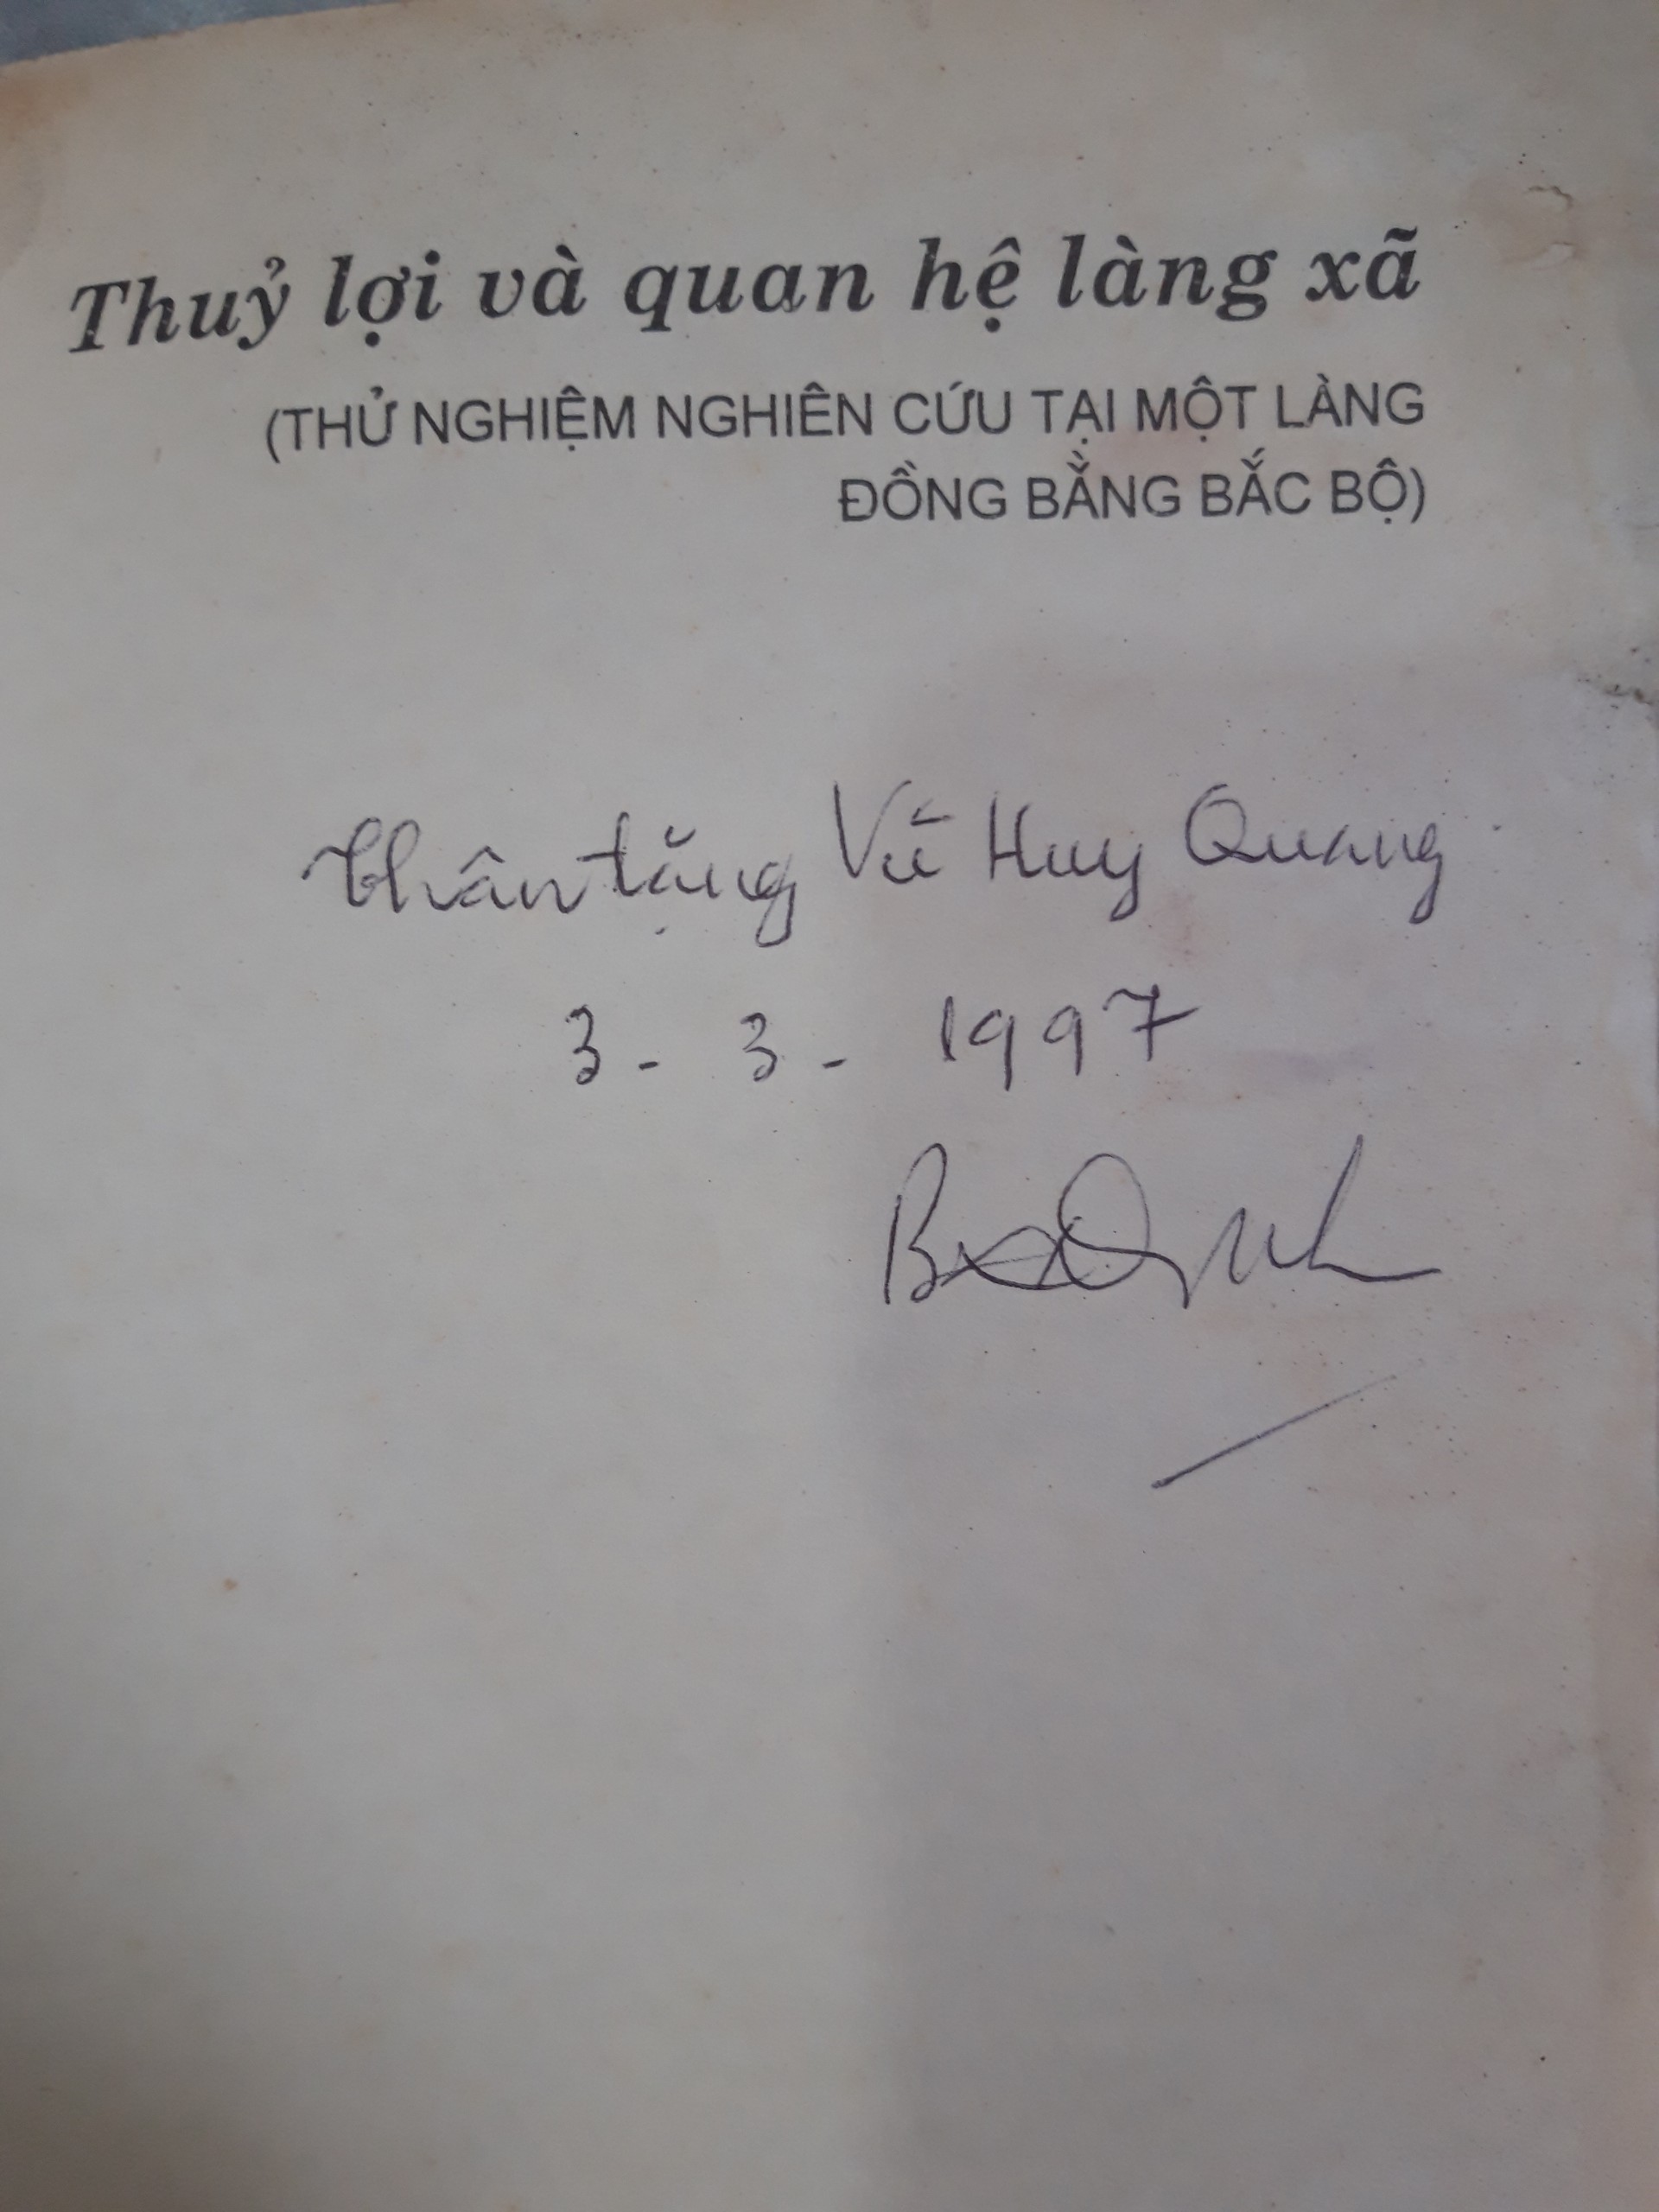 Thuỷ lợi và quan hệ làng xã
(THỬ NGHIỆM NGHIÊN CỨU TẠI MỘT LÀNG
ĐỒNG BẰNG BẮC BỘ)
Thân tặng Vũ Huy Quang
3 - 3 - 1997